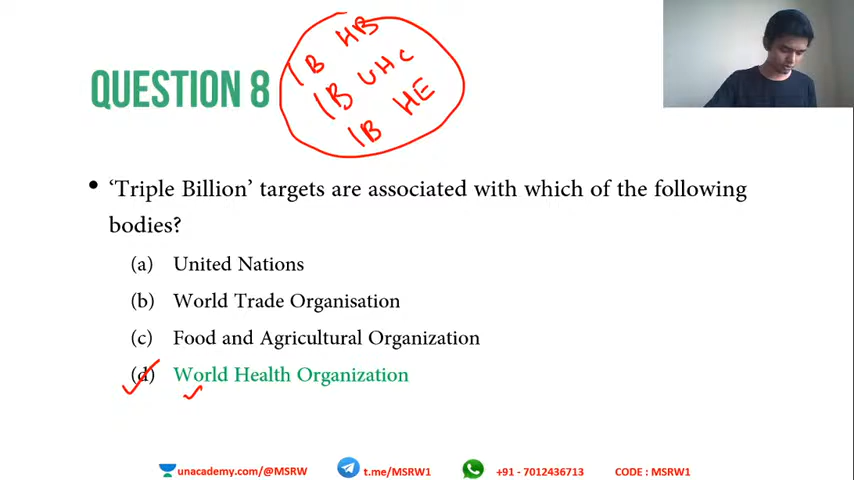 1B HB
1B UHC
1B HE
QUESTION 8
• ‘Triple Billion’ targets are associated with which of the following
bodies?
(a) United Nations
(b) World Trade Organisation
(c) Food and Agricultural Organization
(d) World Health Organization
unacademy.com/@MSRW t.me/MSRW1 +91 - 7012436713 CODE : MSRW1